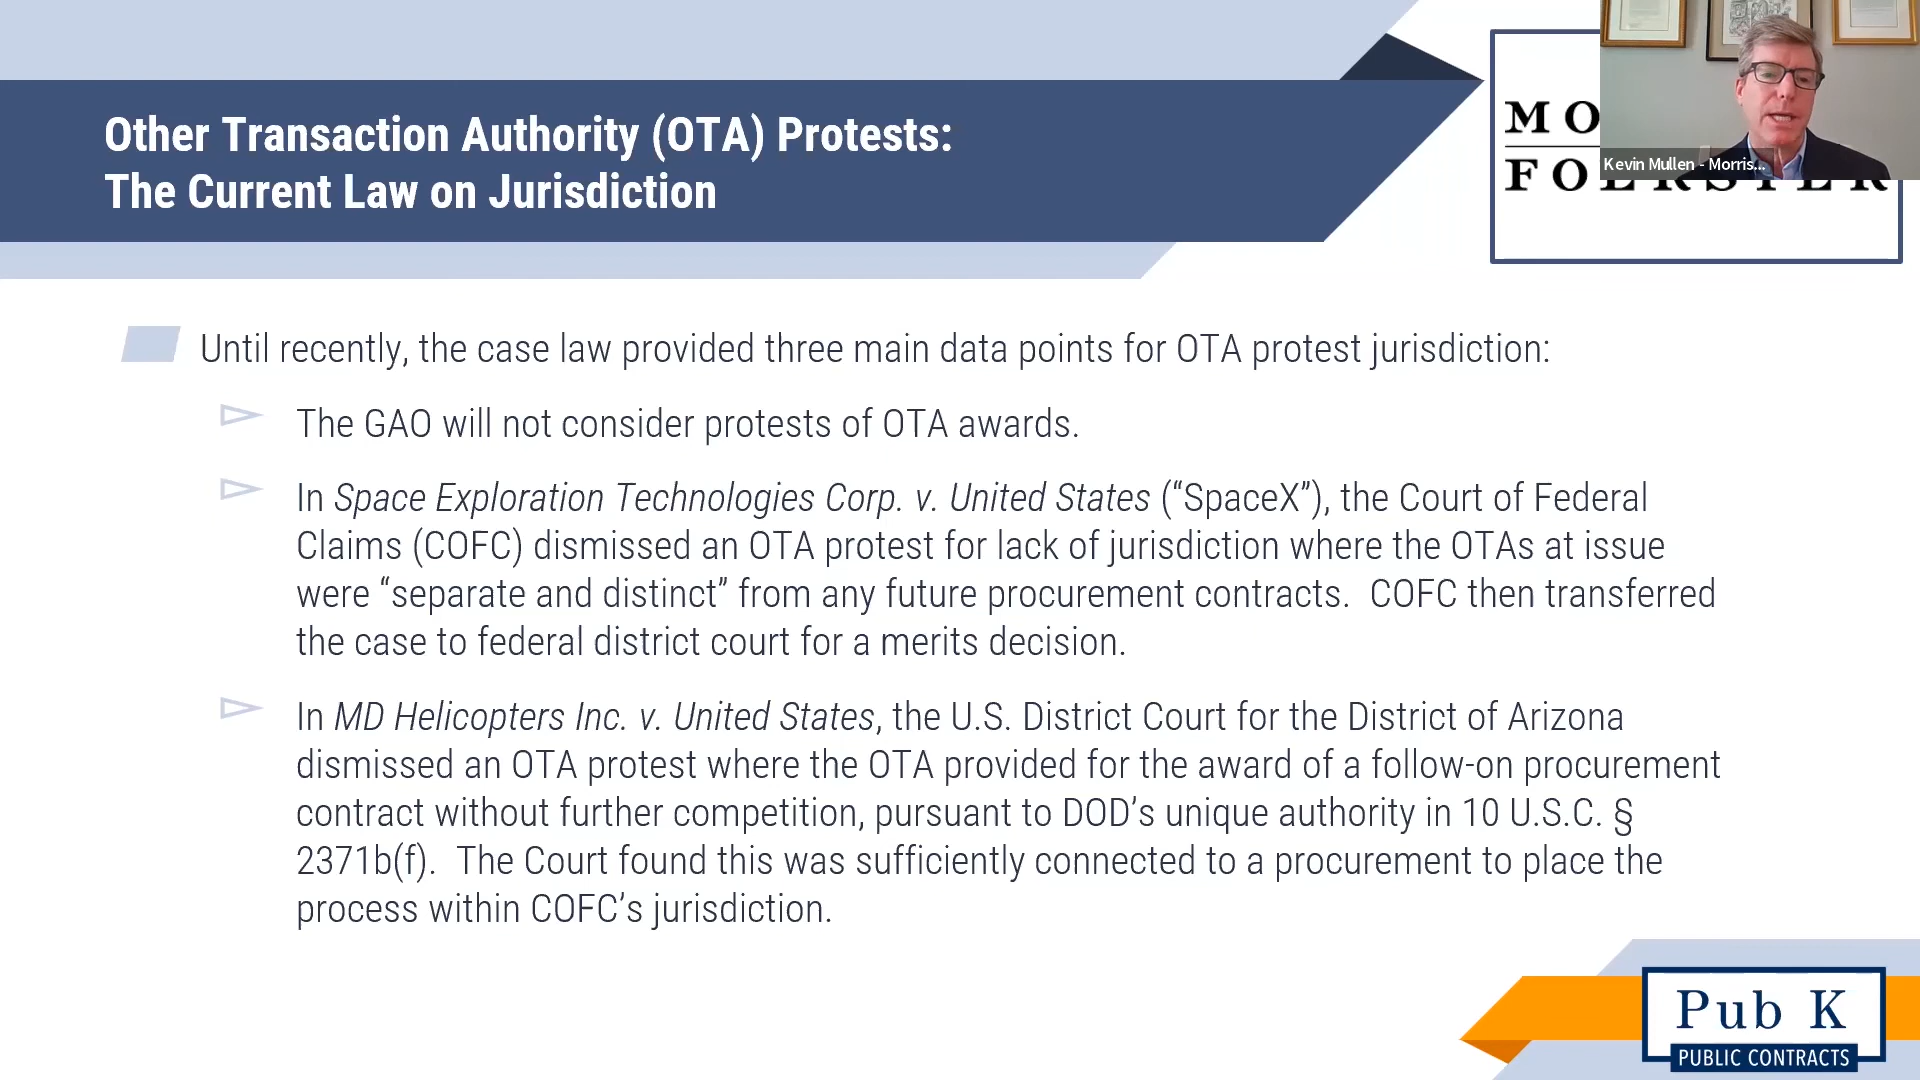 Other Transaction Authority (OTA) Protests:
The Current Law on Jurisdiction
MO
FOERSTER
Kevin Mullen - Morris...
Until recently, the case law provided three main data points for OTA protest jurisdiction:
The GAO will not consider protests of OTA awards.
In Space Exploration Technologies Corp. v. United States (“SpaceX”), the Court of Federal
Claims (COFC) dismissed an OTA protest for lack of jurisdiction where the OTAs at issue
were “separate and distinct” from any future procurement contracts. COFC then transferred
the case to federal district court for a merits decision.
In MD Helicopters Inc. v. United States, the U.S. District Court for the District of Arizona
dismissed an OTA protest where the OTA provided for the award of a follow-on procurement
contract without further competition, pursuant to DOD’s unique authority in 10 U.S.C. §
2371b(f). The Court found this was sufficiently connected to a procurement to place the
process within COFC’s jurisdiction.
Pub K
PUBLIC CONTRACTS